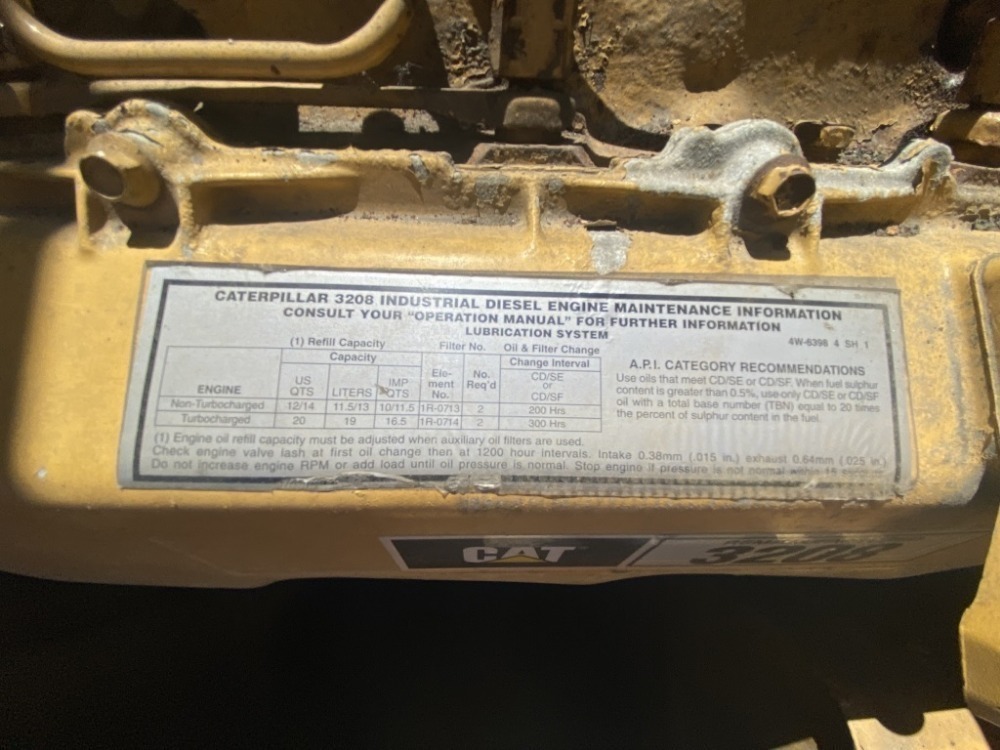 CATERPILLAR 3208 INDUSTRIAL DIESEL ENGINE MAINTENANCE INFORMATION
CONSULT YOUR "OPERATION MANUAL" FOR FURTHER INFORMATION
LUBRICATION SYSTEM
4W-6398 4 SH 1
(1) Refill Capacity Filter No. Oil & Filter Change
ENGINE Capacity Ele- No. Change Interval
US LITERS IMP ment Req'd CD/SE
QTS QTS No. or
CD/SF
Non-Turbocharged 12/14 11.5/13 10/11.5 1R-0713 2 200 Hrs
Turbocharged 20 19 16.5 1R-0714 2 300 Hrs
A.P.I. CATEGORY RECOMMENDATIONS
Use oils that meet CD/SE or CD/SF. When fuel sulphur
content is greater than 0.5%, use only CD/SE or CD/SF
oil with a total base number (TBN) equal to 20 times
the percent of sulphur content in the fuel.
(1) Engine oil refill capacity must be adjusted when auxiliary oil filters are used.
Check engine valve lash at first oil change then at 1200 hour intervals. Intake 0.38mm (.015 in.) exhaust 0.64mm (.025 in.)
Do not increase engine RPM or add load until oil pressure is normal. Stop engine if pressure is not normal within 15
CAT
3208